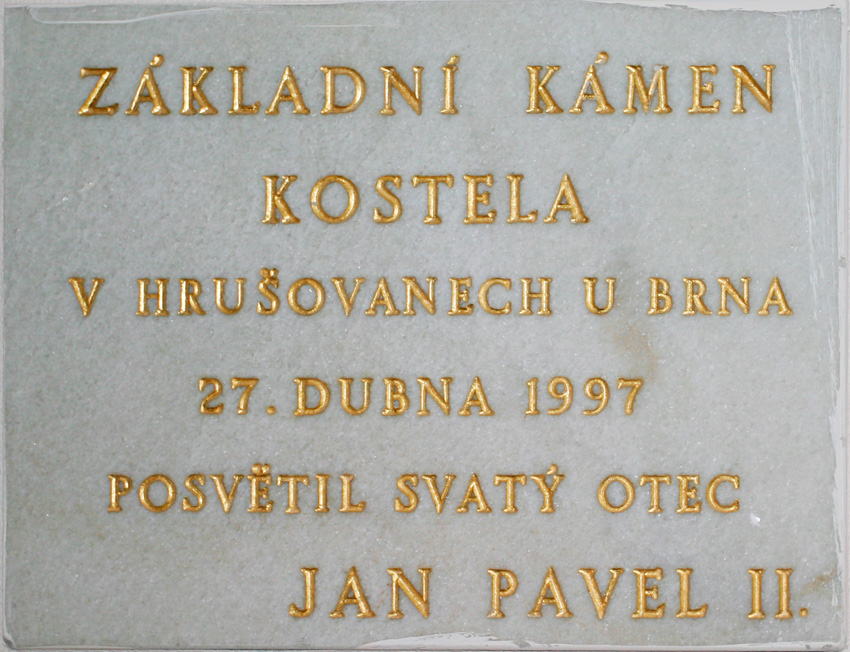 ZÁKLADNÍ KÁMEN
KOSTELA
V HRUŠOVANECH U BRNA
27. DUBNA 1997
POSVĚTIL SVATÝ OTEC
JAN PAVEL II.